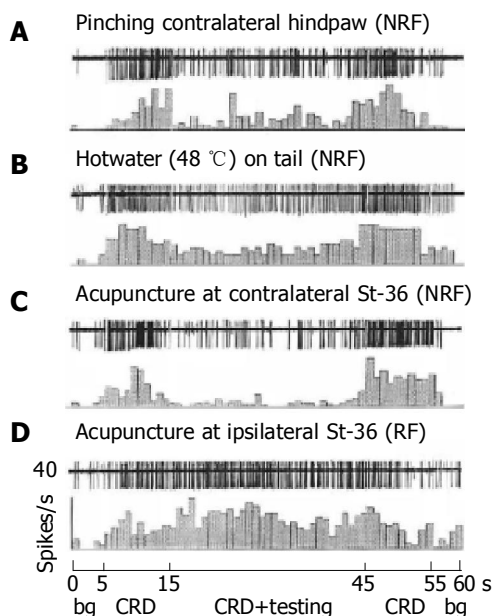 A Pinching contralateral hindpaw (NRF)
B Hotwater (48 ℃) on tail (NRF)
C Acupuncture at contralateral St-36 (NRF)
D Acupuncture at ipsilateral St-36 (RF)
40
Spikes/s
0 5 15 45 55 60 s
bg CRD CRD+testing CRD bg